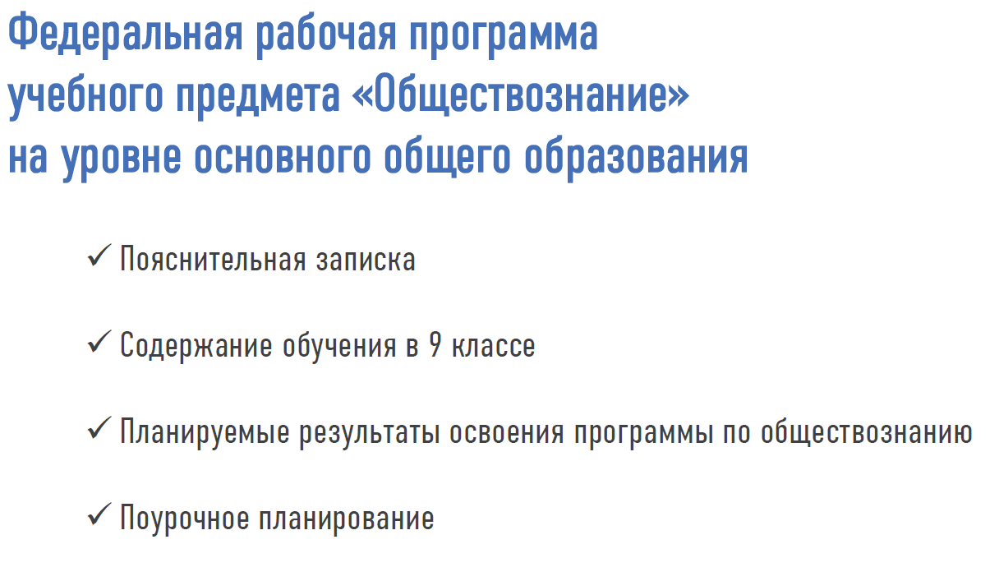 Федеральная рабочая программа
учебного предмета «Обществознание»
на уровне основного общего образования
✓ Пояснительная записка
✓ Содержание обучения в 9 классе
✓ Планируемые результаты освоения программы по обществознанию
✓ Поурочное планирование